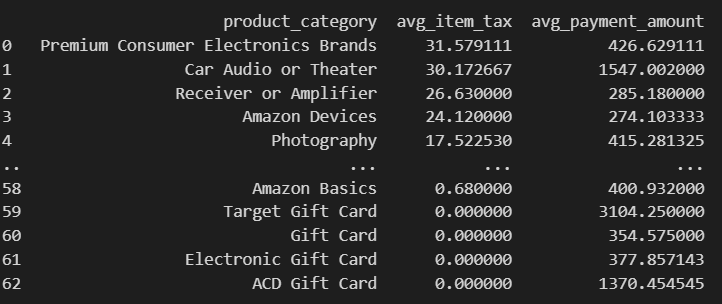 product_category avg_item_tax avg_payment_amount
0 Premium Consumer Electronics Brands 31.579111 426.629111
1 Car Audio or Theater 30.172667 1547.002000
2 Receiver or Amplifier 26.630000 285.180000
3 Amazon Devices 24.120000 274.103333
4 Photography 17.522530 415.281325
.. ... ... ...
58 Amazon Basics 0.680000 400.932000
59 Target Gift Card 0.000000 3104.250000
60 Gift Card 0.000000 354.575000
61 Electronic Gift Card 0.000000 377.857143
62 ACD Gift Card 0.000000 1370.454545